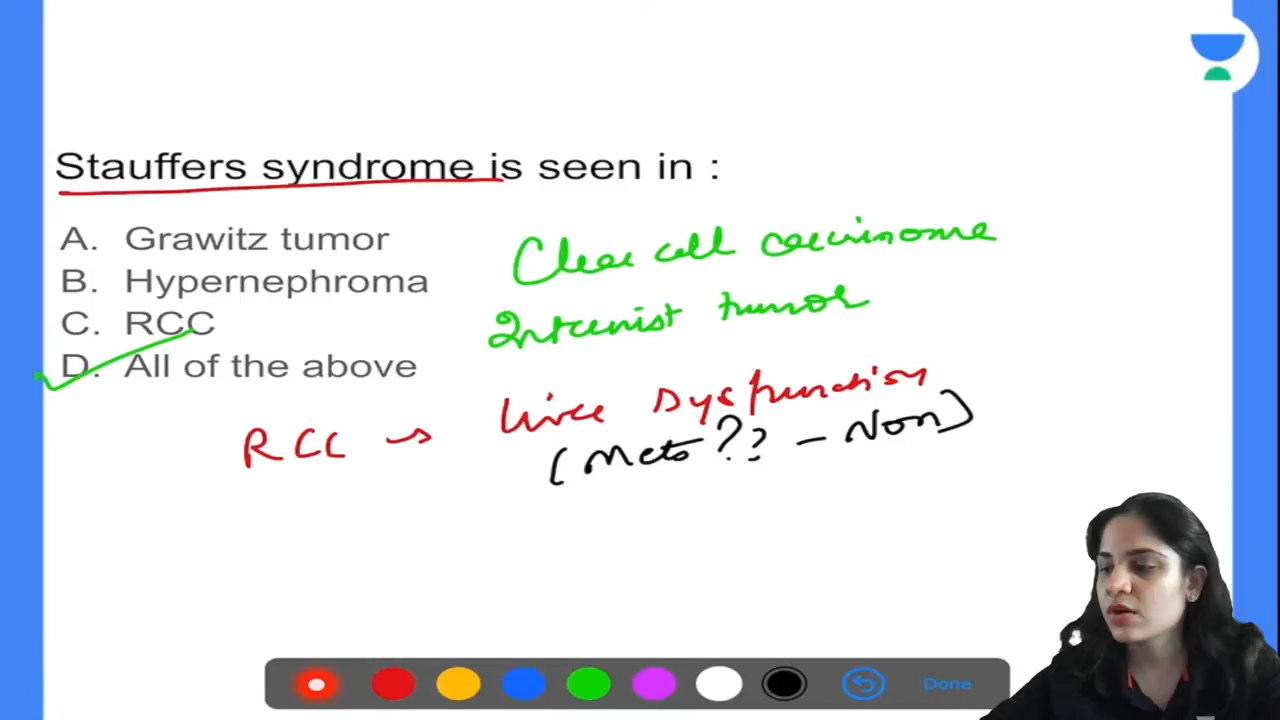 Stauffers syndrome is seen in :
A. Grawitz tumor
B. Hypernephroma
C. RCC
D. All of the above
Clear cell carcinoma
Internist tumor
RCC → Liver Dysfunction
(Mets ?? - Non)
Done